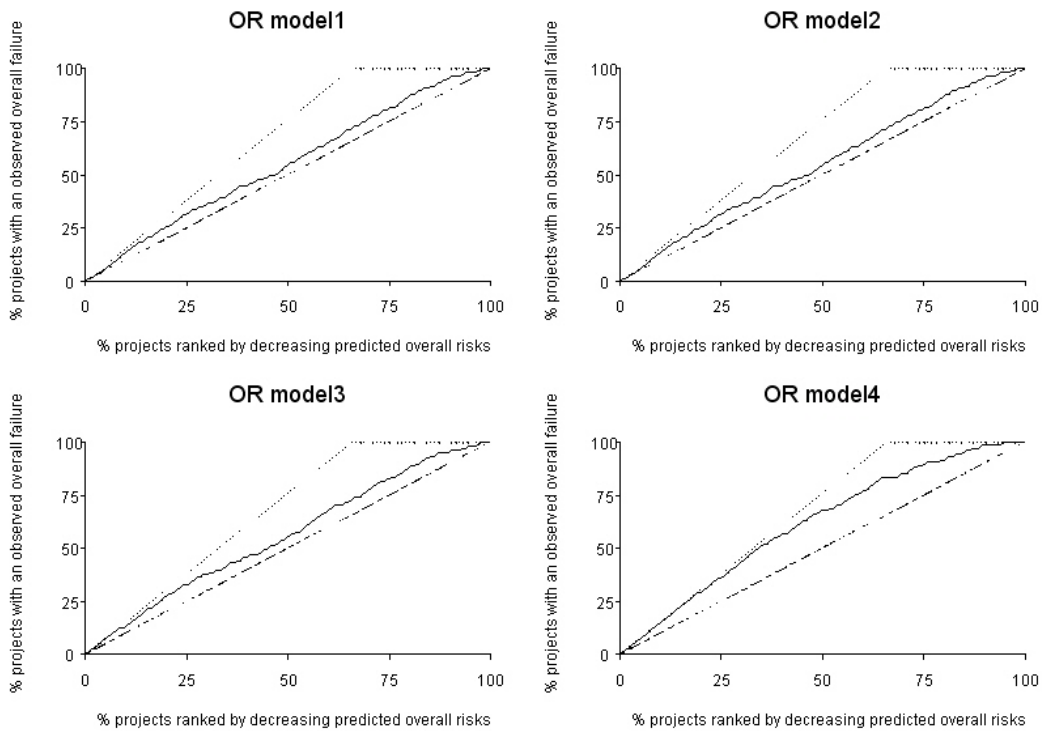 OR model1
% projects with an observed overall failure
100
75
50
25
0
0 25 50 75 100
% projects ranked by decreasing predicted overall risks
OR model2
% projects with an observed overall failure
100
75
50
25
0
0 25 50 75 100
% projects ranked by decreasing predicted overall risks
OR model3
% projects with an observed overall failure
100
75
50
25
0
0 25 50 75 100
% projects ranked by decreasing predicted overall risks
OR model4
% projects with an observed overall failure
100
75
50
25
0
0 25 50 75 100
% projects ranked by decreasing predicted overall risks